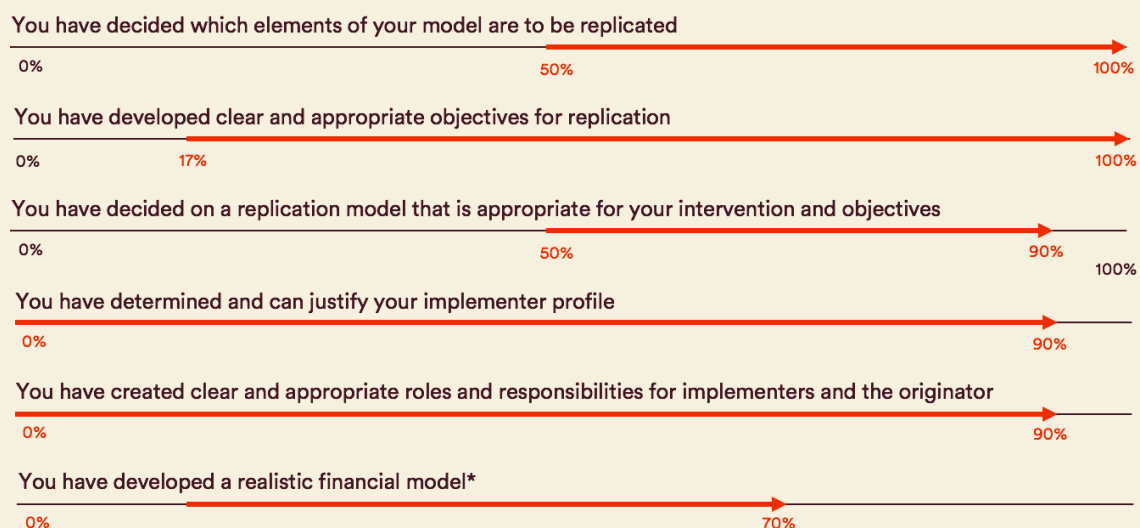 You have decided which elements of your model are to be replicated
0% 50% 100%
You have developed clear and appropriate objectives for replication
0% 17% 100%
You have decided on a replication model that is appropriate for your intervention and objectives
0% 50% 90%
100%
You have determined and can justify your implementer profile
0% 90%
You have created clear and appropriate roles and responsibilities for implementers and the originator
0% 90%
You have developed a realistic financial model*
0% 70%